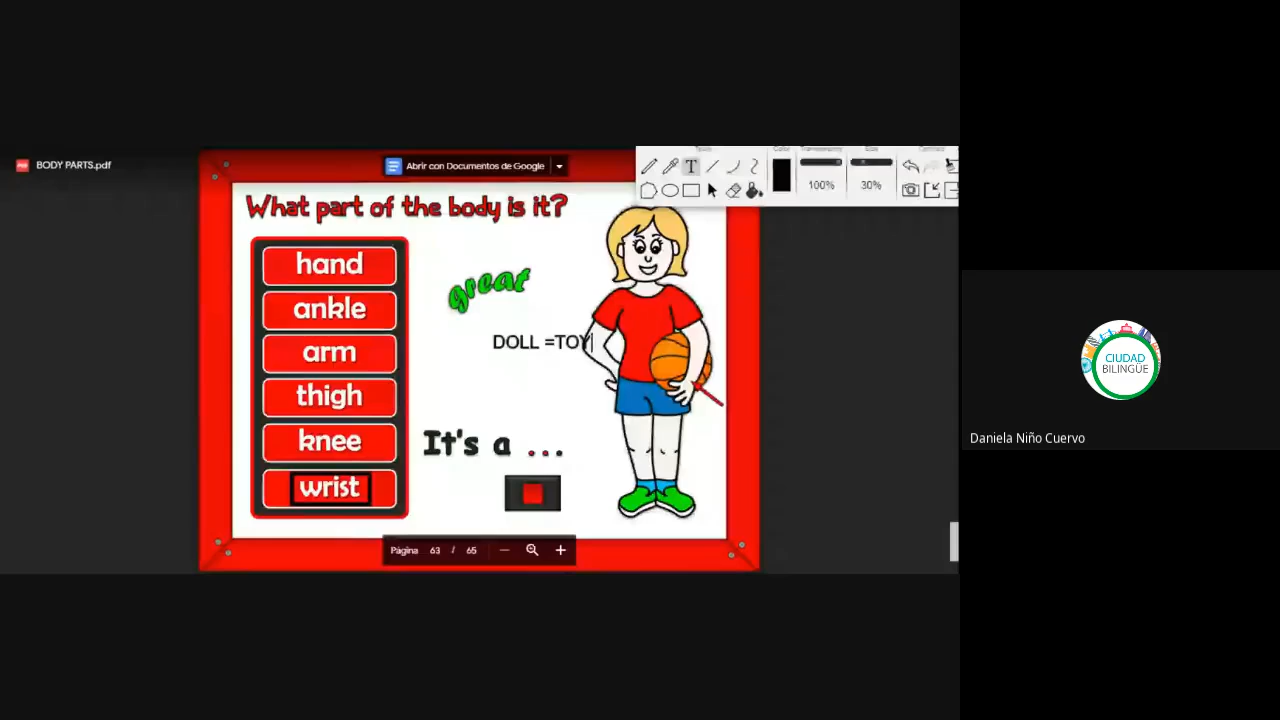 BODY PARTS.pdf
Abrir con Documentos de Google
100%
30%
What part of the body is it?
hand
ankle
arm
thigh
knee
wrist
great
DOLL =TOY
It's a ...
Página 63 / 65
CIUDAD
BILINGÜE
Daniela Niño Cuervo